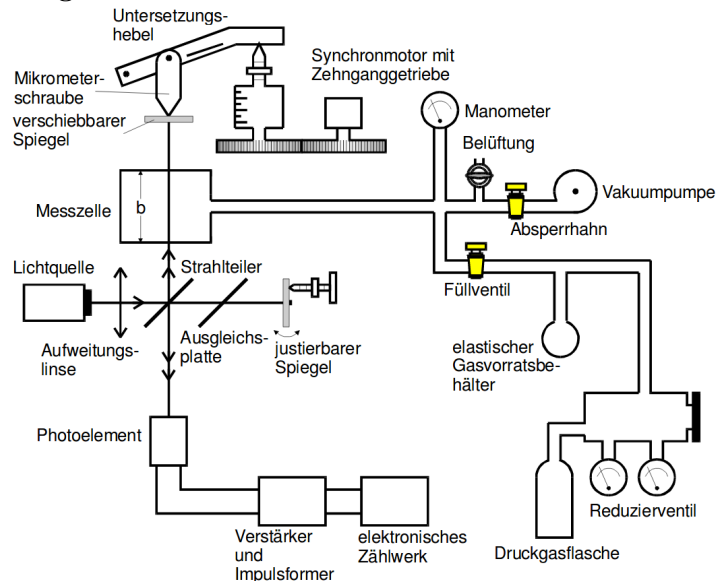 Untersetzungs-
hebel
Synchronmotor mit
Zehnganggetriebe
Mikrometer-
schraube
verschiebbarer
Spiegel
Manometer
Belüftung
Vakuumpumpe
Messzelle
b
Absperrhahn
Lichtquelle
Strahlteiler
Füllventil
Aufweitungs-
linse
Ausgleichs-
platte
justierbarer
Spiegel
elastischer
Gasvorratsbe-
hälter
Photoelement
Reduzierventil
Verstärker
und
Impulsformer
elektronisches
Zählwerk
Druckgasflasche